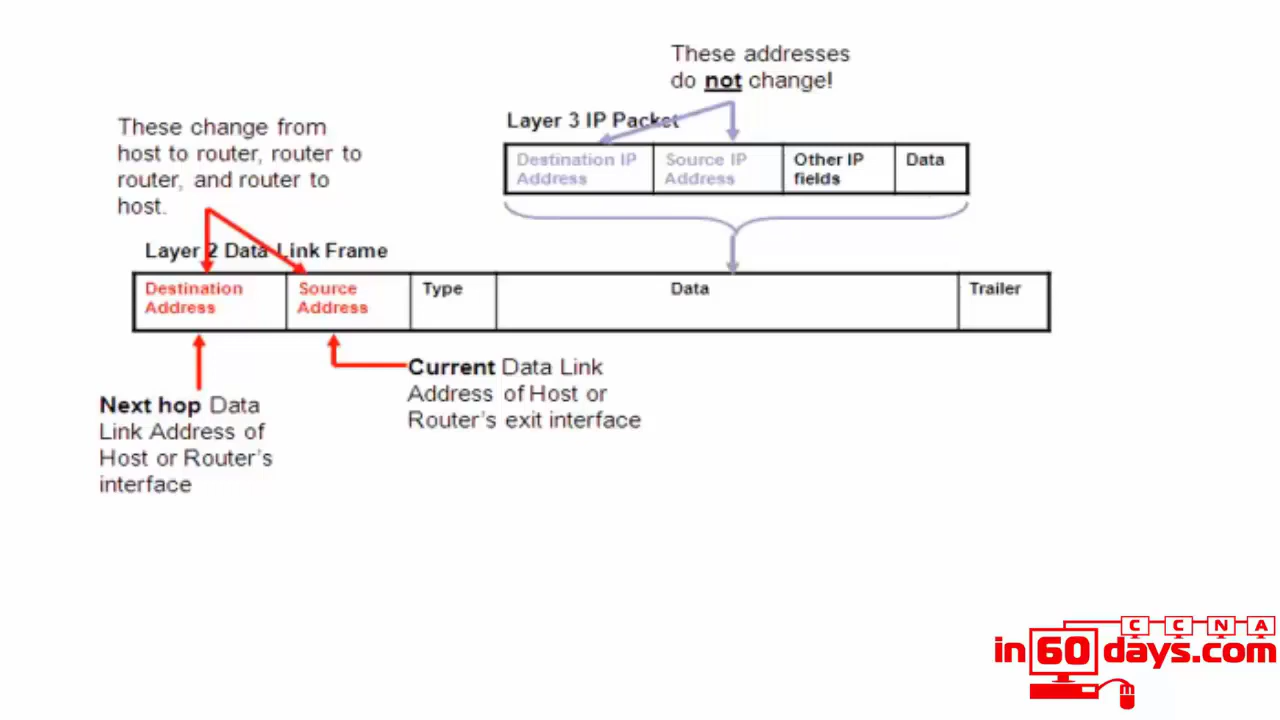 These addresses
do not change!
These change from
host to router, router to
router, and router to
host.
Layer 3 IP Packet
Destination IP
Address
Source IP
Address
Other IP
fields
Data
Layer 2 Data Link Frame
Destination
Address
Source
Address
Type
Data
Trailer
Next hop Data
Link Address of
Host or Router's
interface
Current Data Link
Address of Host or
Router's exit interface
C C N A
in 60 days.com